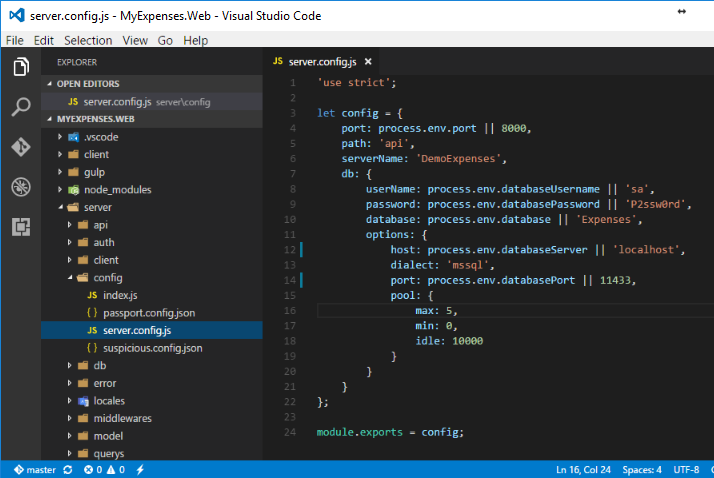 server.config.js - MyExpenses.Web - Visual Studio Code
File Edit Selection View Go Help
EXPLORER
OPEN EDITORS
JS server.config.js server\config
MYEXPENSES.WEB
.vscode
client
gulp
node_modules
server
api
auth
client
config
JS index.js
{ } passport.config.json
JS server.config.js
{ } suspicious.config.json
db
error
locales
middlewares
model
querys
JS server.config.js ×
1 'use strict';
2
3 let config = {
4 port: process.env.port || 8000,
5 path: 'api',
6 serverName: 'DemoExpenses',
7 db: {
8 userName: process.env.databaseUsername || 'sa',
9 password: process.env.databasePassword || 'P2ssw0rd',
10 database: process.env.database || 'Expenses',
11 options: {
12 host: process.env.databaseServer || 'localhost',
13 dialect: 'mssql',
14 port: process.env.databasePort || 11433,
15 pool: {
16 max: 5,
17 min: 0,
18 idle: 10000
19 }
20 }
21 }
22 };
23
24 module.exports = config;
master 0 0 Ln 16, Col 24 Spaces: 4 UTF-8